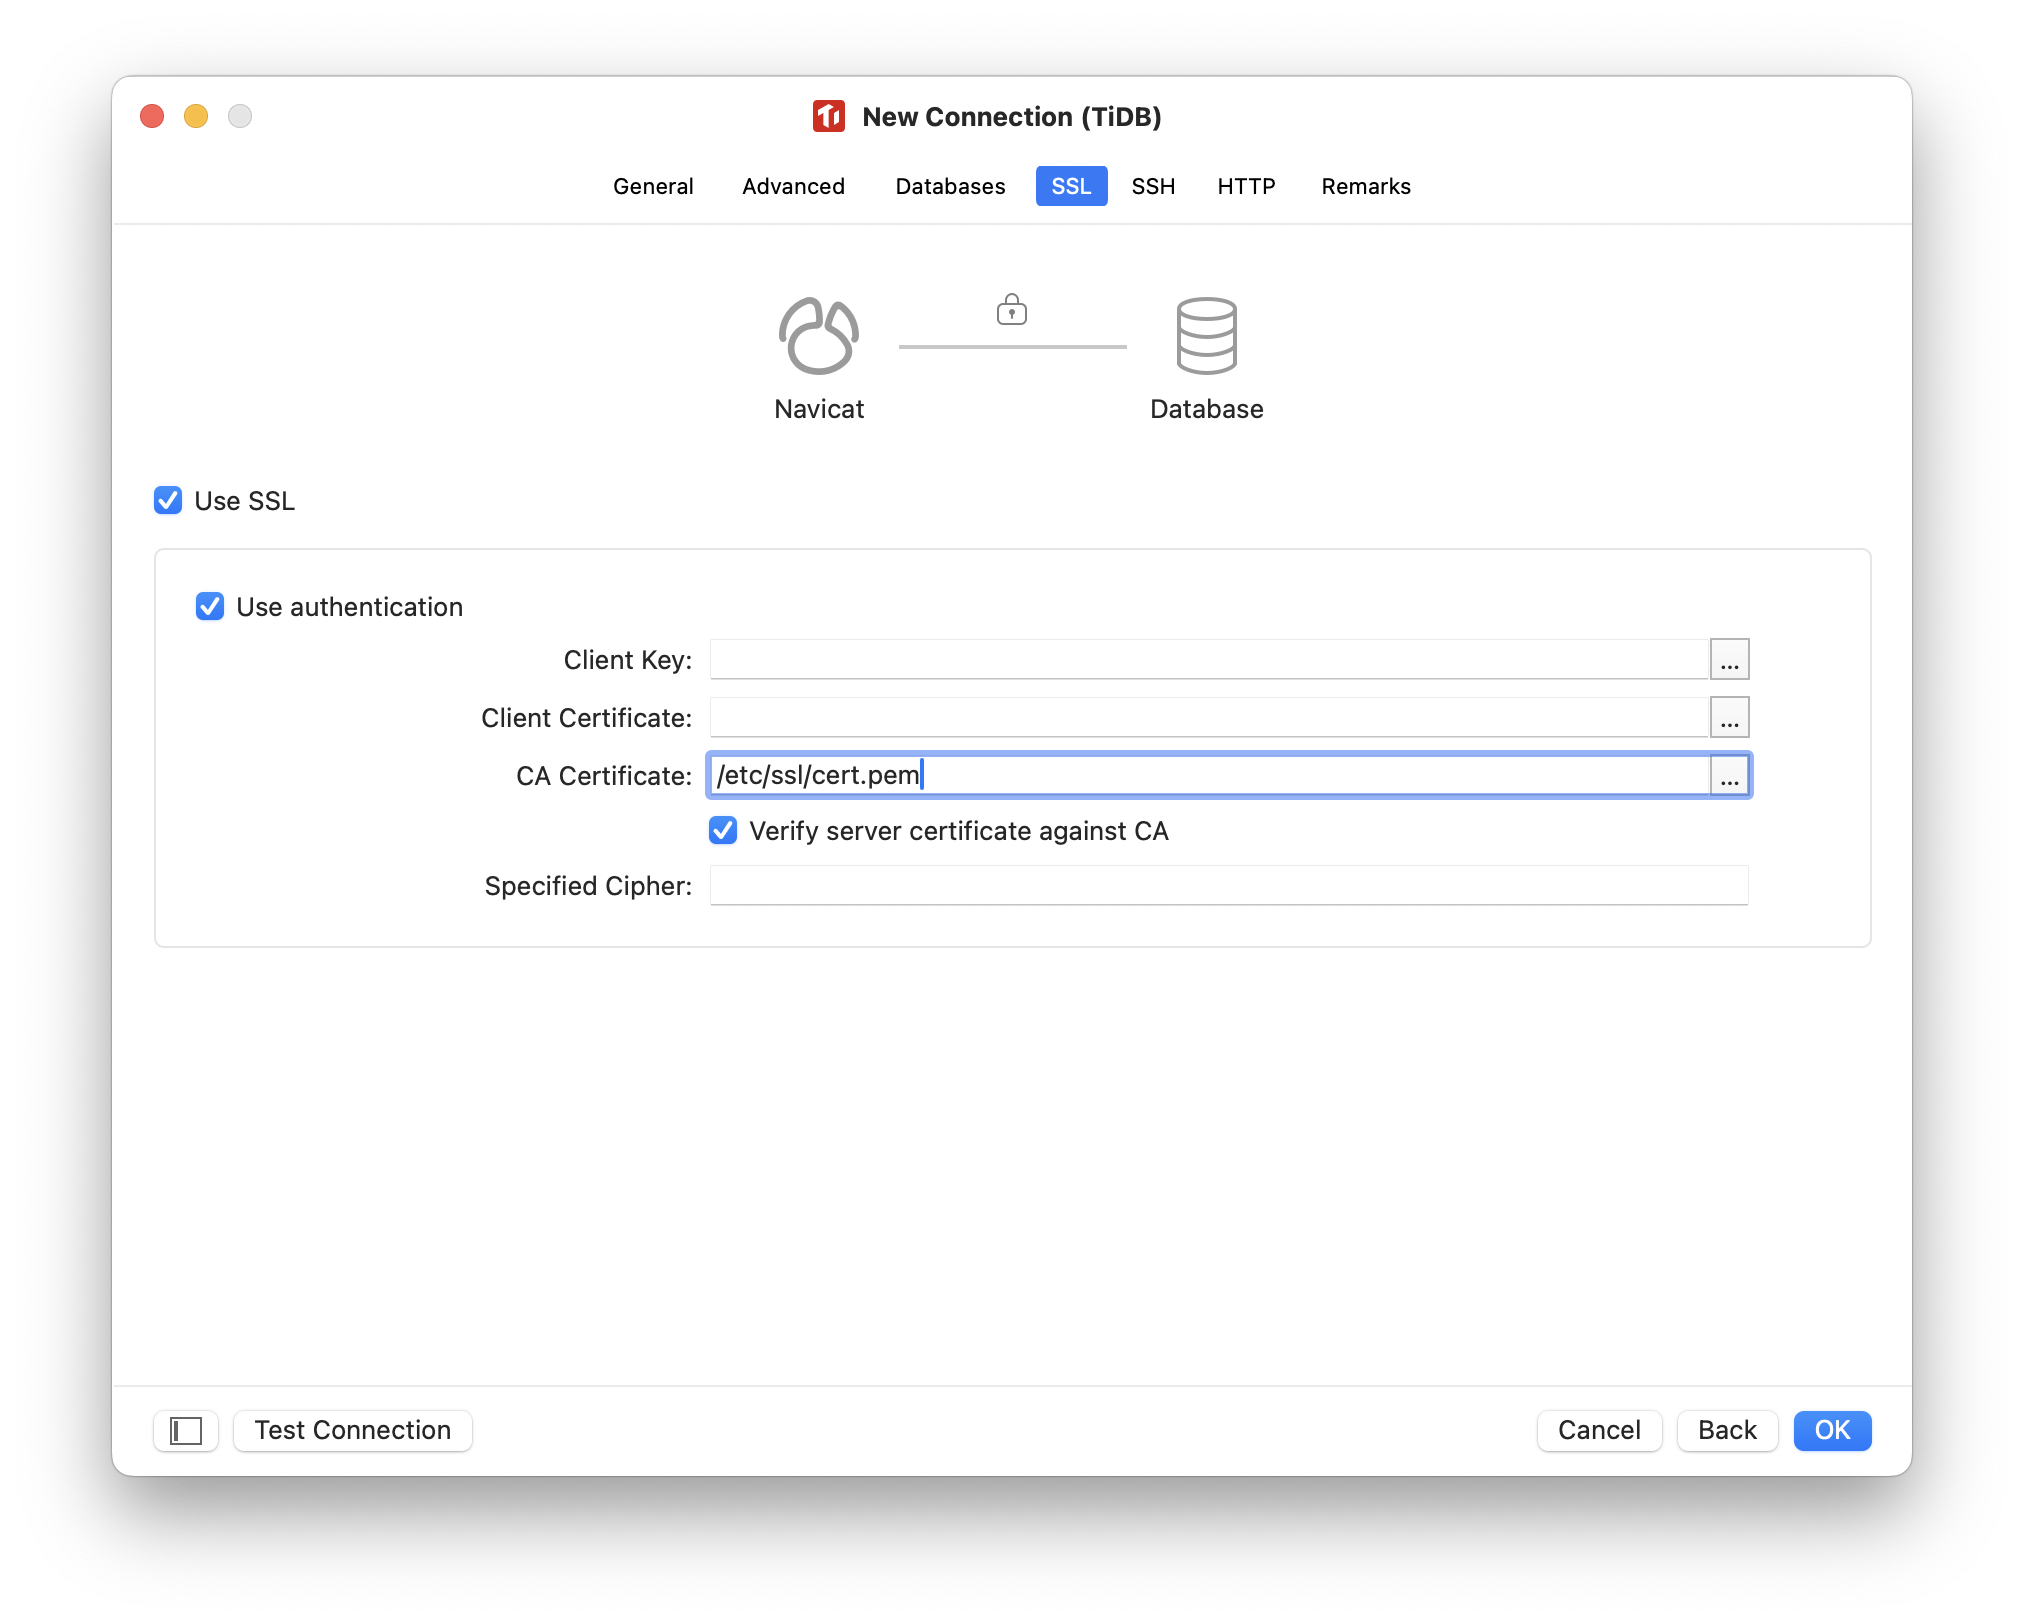 New Connection (TiDB)
General Advanced Databases SSL SSH HTTP Remarks
Navicat Database
Use SSL
Use authentication
Client Key: ...
Client Certificate: ...
CA Certificate: /etc/ssl/cert.pem ...
Verify server certificate against CA
Specified Cipher:
Test Connection Cancel Back OK